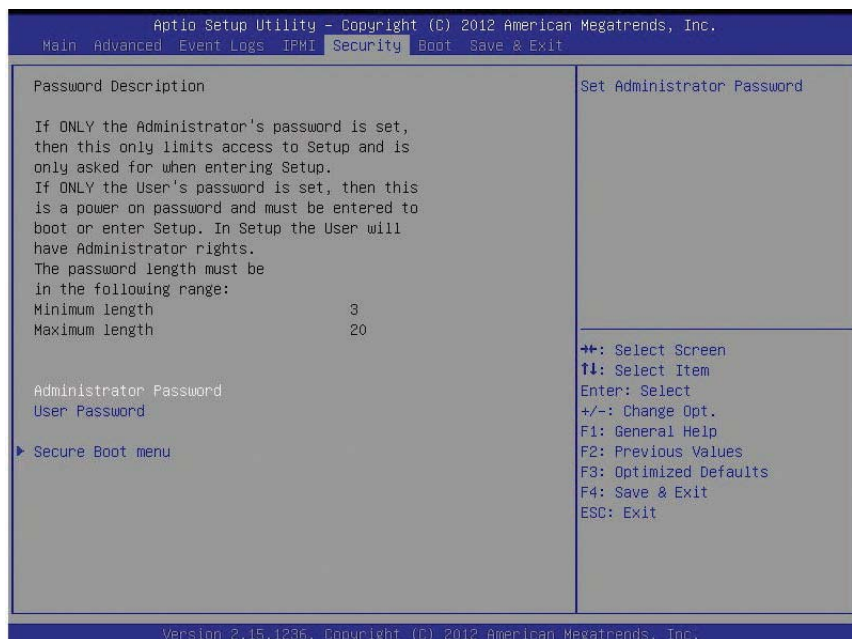 Aptio Setup Utility – Copyright (C) 2012 American Megatrends, Inc.
Main Advanced Event Logs IPMI Security Boot Save & Exit
Password Description
If ONLY the Administrator's password is set,
then this only limits access to Setup and is
only asked for when entering Setup.
If ONLY the User's password is set, then this
is a power on password and must be entered to
boot or enter Setup. In Setup the User will
have Administrator rights.
The password length must be
in the following range:
Minimum length 3
Maximum length 20
Administrator Password
User Password
Secure Boot menu
Set Administrator Password
→←: Select Screen
↑↓: Select Item
Enter: Select
+/-: Change Opt.
F1: General Help
F2: Previous Values
F3: Optimized Defaults
F4: Save & Exit
ESC: Exit
Version 2.15.1236. Copyright (C) 2012 American Megatrends, Inc.